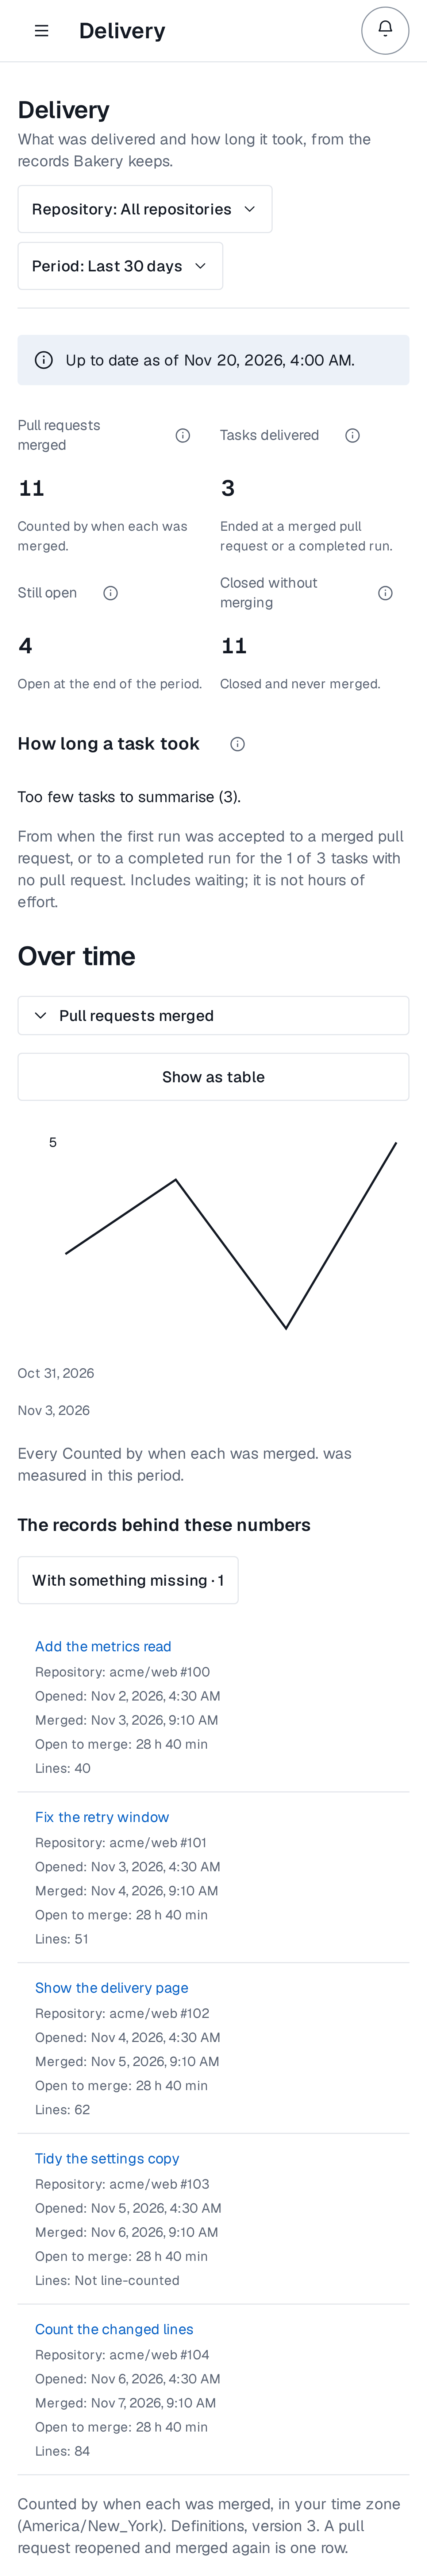 Delivery
Delivery
What was delivered and how long it took, from the
records Bakery keeps.
Repository: All repositories
Period: Last 30 days
Up to date as of Nov 20, 2026, 4:00 AM.
Pull requests
merged
11
Counted by when each was
merged.
Tasks delivered
3
Ended at a merged pull
request or a completed run.
Still open
4
Open at the end of the period.
Closed without
merging
11
Closed and never merged.
How long a task took
Too few tasks to summarise (3).
From when the first run was accepted to a merged pull
request, or to a completed run for the 1 of 3 tasks with
no pull request. Includes waiting; it is not hours of
effort.
Over time
Pull requests merged
Show as table
5
Oct 31, 2026
Nov 3, 2026
Every Counted by when each was merged. was
measured in this period.
The records behind these numbers
With something missing · 1
Add the metrics read
Repository: acme/web #100
Opened: Nov 2, 2026, 4:30 AM
Merged: Nov 3, 2026, 9:10 AM
Open to merge: 28 h 40 min
Lines: 40
Fix the retry window
Repository: acme/web #101
Opened: Nov 3, 2026, 4:30 AM
Merged: Nov 4, 2026, 9:10 AM
Open to merge: 28 h 40 min
Lines: 51
Show the delivery page
Repository: acme/web #102
Opened: Nov 4, 2026, 4:30 AM
Merged: Nov 5, 2026, 9:10 AM
Open to merge: 28 h 40 min
Lines: 62
Tidy the settings copy
Repository: acme/web #103
Opened: Nov 5, 2026, 4:30 AM
Merged: Nov 6, 2026, 9:10 AM
Open to merge: 28 h 40 min
Lines: Not line-counted
Count the changed lines
Repository: acme/web #104
Opened: Nov 6, 2026, 4:30 AM
Merged: Nov 7, 2026, 9:10 AM
Open to merge: 28 h 40 min
Lines: 84
Counted by when each was merged, in your time zone
(America/New_York). Definitions, version 3. A pull
request reopened and merged again is one row.